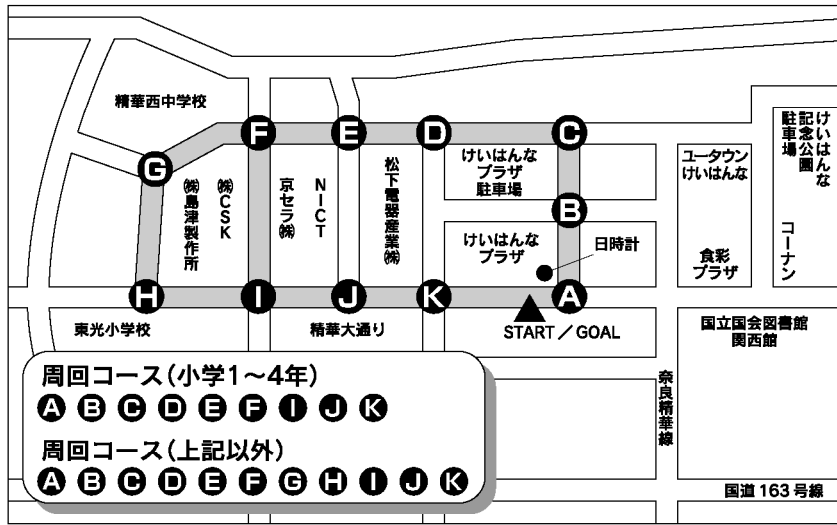 精華西中学校
F
E
D
C
G
㈱島津製作所
㈱CSK
京セラ㈱
NICT
松下電器産業㈱
けいはんな
プラザ
駐車場
ユータウン
けいはんな
けいはんな
記念公園
駐車場
コーナン
B
けいはんな
プラザ
日時計
食彩
プラザ
H
I
J
K
A
東光小学校
精華大通り
START／GOAL
国立国会図書館
関西館
奈良精華線
国道163号線
周回コース（小学1〜4年）
A B C D E F I J K
周回コース（上記以外）
A B C D E F G H I J K